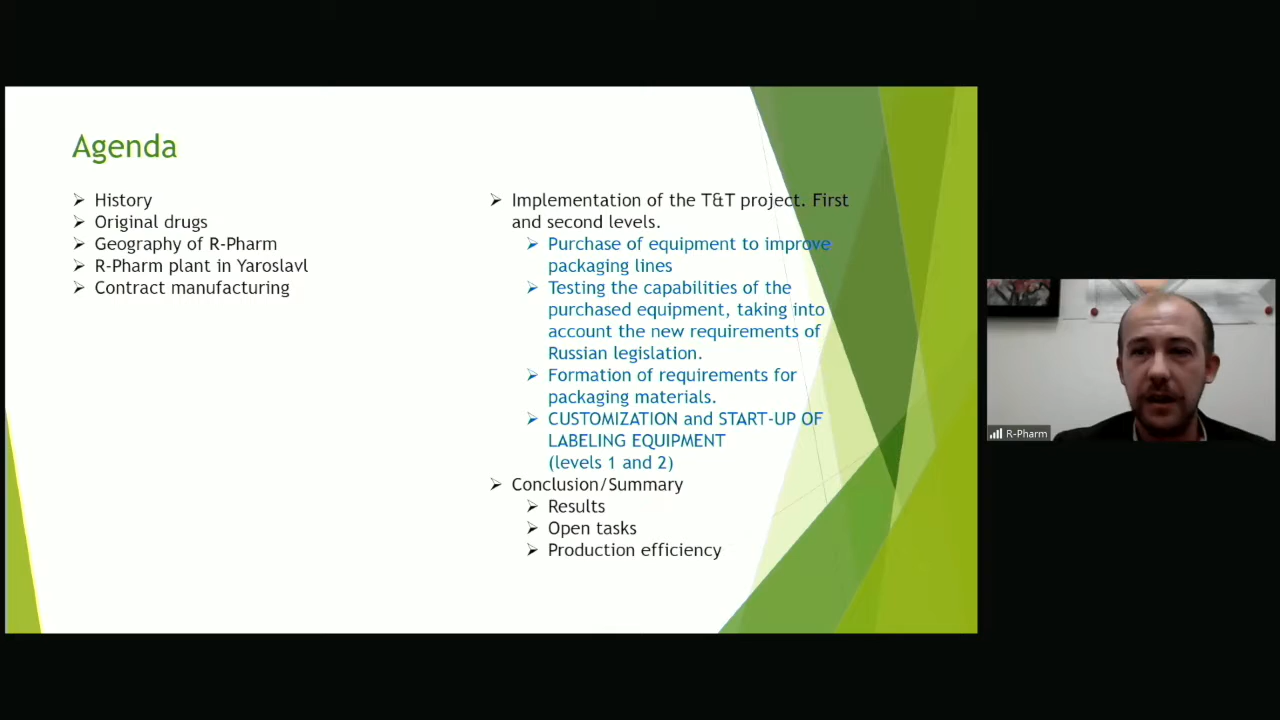 Agenda
History
Original drugs
Geography of R-Pharm
R-Pharm plant in Yaroslavl
Contract manufacturing
Implementation of the T&T project. First
and second levels.
Purchase of equipment to improve
packaging lines
Testing the capabilities of the
purchased equipment, taking into
account the new requirements of
Russian legislation.
Formation of requirements for
packaging materials.
CUSTOMIZATION and START-UP OF
LABELING EQUIPMENT
(levels 1 and 2)
Conclusion/Summary
Results
Open tasks
Production efficiency
R-Pharm